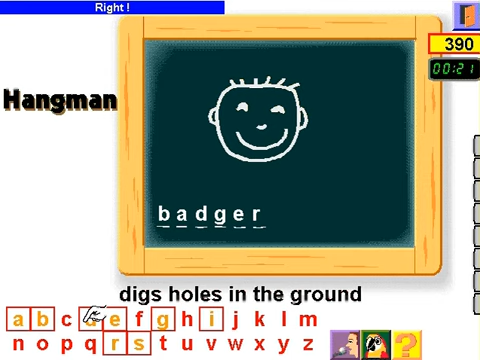 Right !
390
00:21
Hangman
badger
digs holes in the ground
a b c d e f g h i j k l m
n o p q r s t u v w x y z
?